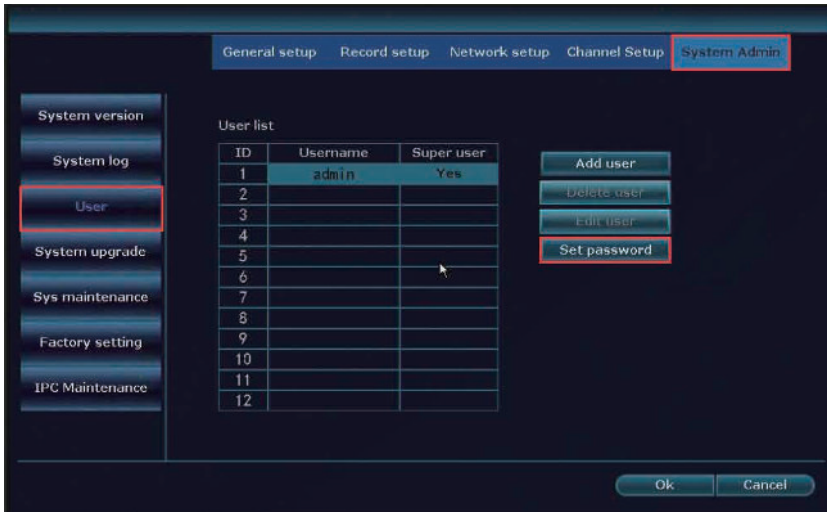 General setup Record setup Network setup Channel Setup System Admin
System version
System log
User
System upgrade
Sys maintenance
Factory setting
IPC Maintenance
User list
ID Username Super user
1 admin Yes
2
3
4
5
6
7
8
9
10
11
12
Add user
Delete user
Edit user
Set password
Ok Cancel